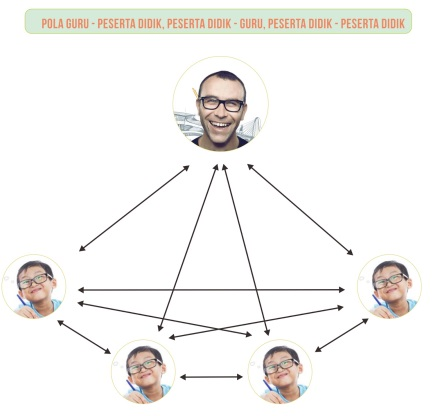 POLA GURU - PESERTA DIDIK, PESERTA DIDIK - GURU, PESERTA DIDIK - PESERTA DIDIK